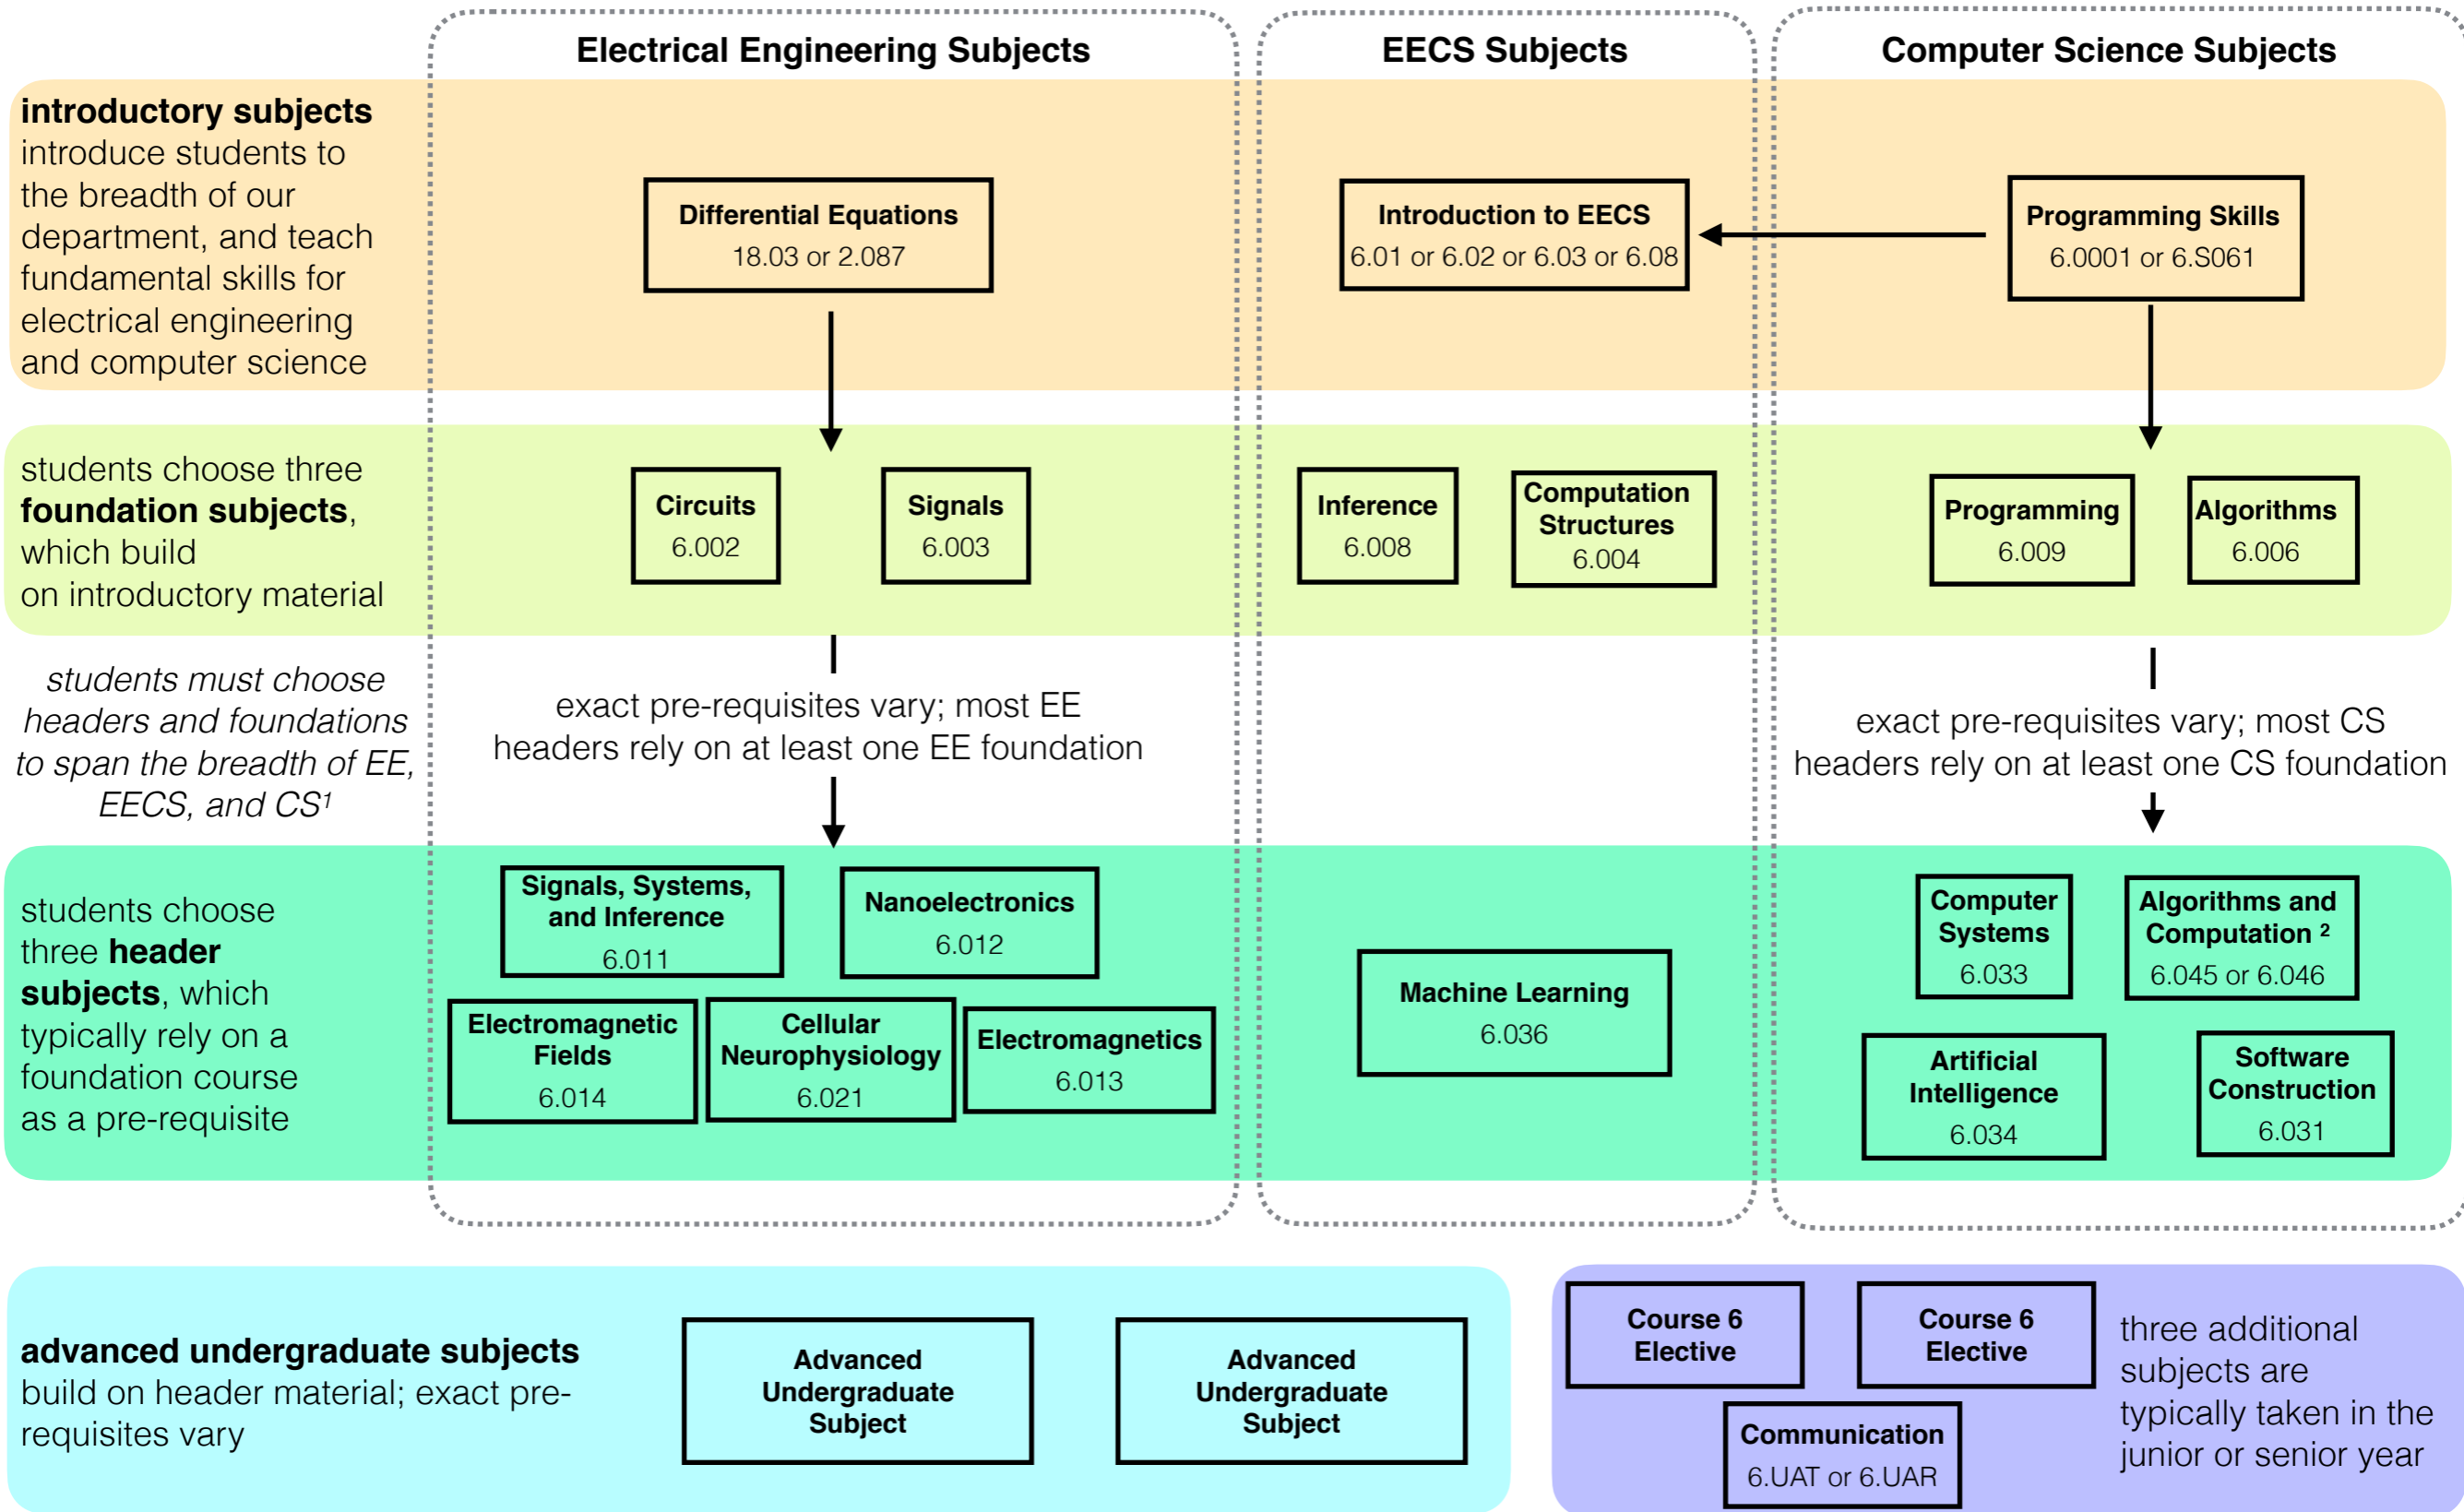 Electrical Engineering Subjects
EECS Subjects
Computer Science Subjects
introductory subjects
introduce students to
the breadth of our
department, and teach
fundamental skills for
electrical engineering
and computer science
Differential Equations
18.03 or 2.087
Introduction to EECS
6.01 or 6.02 or 6.03 or 6.08
Programming Skills
6.0001 or 6.S061
students choose three
foundation subjects,
which build
on introductory material
Circuits
6.002
Signals
6.003
Inference
6.008
Computation
Structures
6.004
Programming
6.009
Algorithms
6.006
students must choose
headers and foundations
to span the breadth of EE,
EECS, and CS¹
exact pre-requisites vary; most EE
headers rely on at least one EE foundation
exact pre-requisites vary; most CS
headers rely on at least one CS foundation
students choose
three header
subjects, which
typically rely on a
foundation course
as a pre-requisite
Signals, Systems,
and Inference
6.011
Nanoelectronics
6.012
Electromagnetic
Fields
6.014
Cellular
Neurophysiology
6.021
Electromagnetics
6.013
Machine Learning
6.036
Computer
Systems
6.033
Algorithms and
Computation ²
6.045 or 6.046
Artificial
Intelligence
6.034
Software
Construction
6.031
advanced undergraduate subjects
build on header material; exact pre-
requisites vary
Advanced
Undergraduate
Subject
Advanced
Undergraduate
Subject
Course 6
Elective
Course 6
Elective
Communication
6.UAT or 6.UAR
three additional
subjects are
typically taken in the
junior or senior year